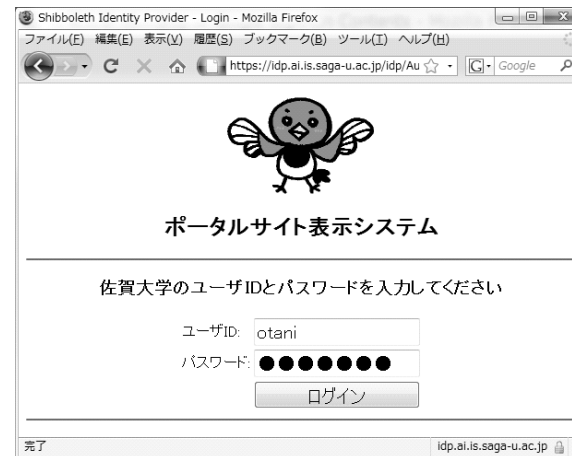 Shibboleth Identity Provider - Login - Mozilla Firefox
ファイル(F) 編集(E) 表示(V) 履歴(S) ブックマーク(B) ツール(T) ヘルプ(H)
https://idp.ai.is.saga-u.ac.jp/idp/Au
G Google
ポータルサイト表示システム
佐賀大学のユーザIDとパスワードを入力してください
ユーザID: otani
パスワード: ●●●●●●●
ログイン
完了 idp.ai.is.saga-u.ac.jp